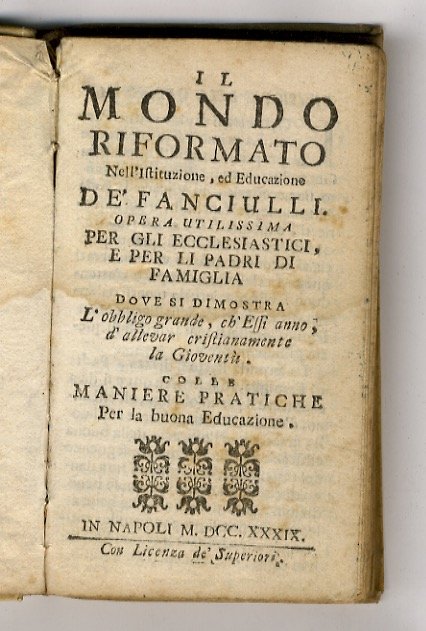 IL
MONDO
RIFORMATO
Nell'Istituzione, ed Educazione
DE' FANCIULLI.
OPERA UTILISSIMA
PER GLI ECCLESIASTICI,
E PER LI PADRI DI
FAMIGLIA
DOVE SI DIMOSTRA
L'obbligo grande, ch'Essi anno,
d'allevar cristianamente
la Gioventù.
COLLE
MANIERE PRATICHE
Per la buona Educazione.
IN NAPOLI M. DCC. XXXIX.
Con Licenza de' Superiori.